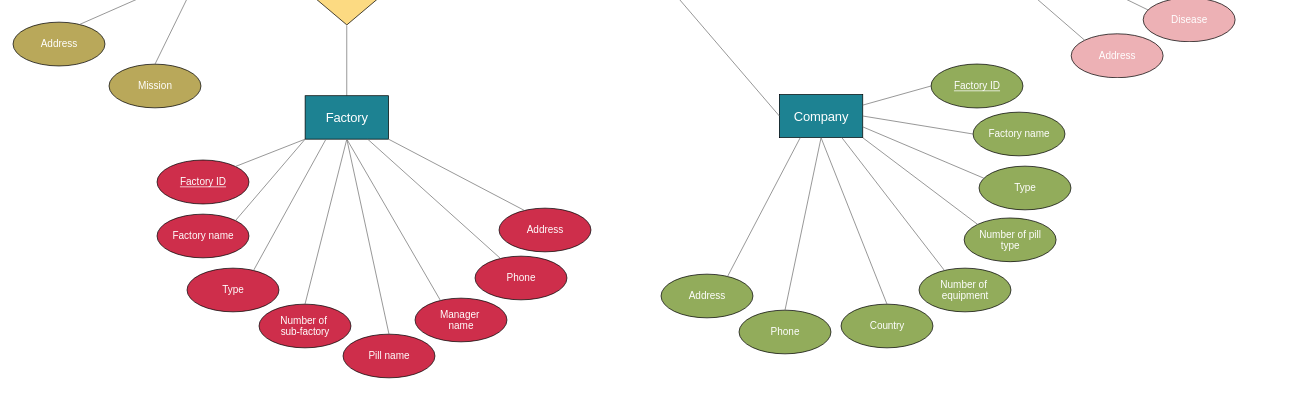 Disease
Address
Address
Mission
Factory
Company
Factory ID
Factory name
Type
Number of pill
type
Number of
equipment
Country
Phone
Address
Factory ID
Factory name
Type
Number of
sub-factory
Pill name
Manager
name
Phone
Address